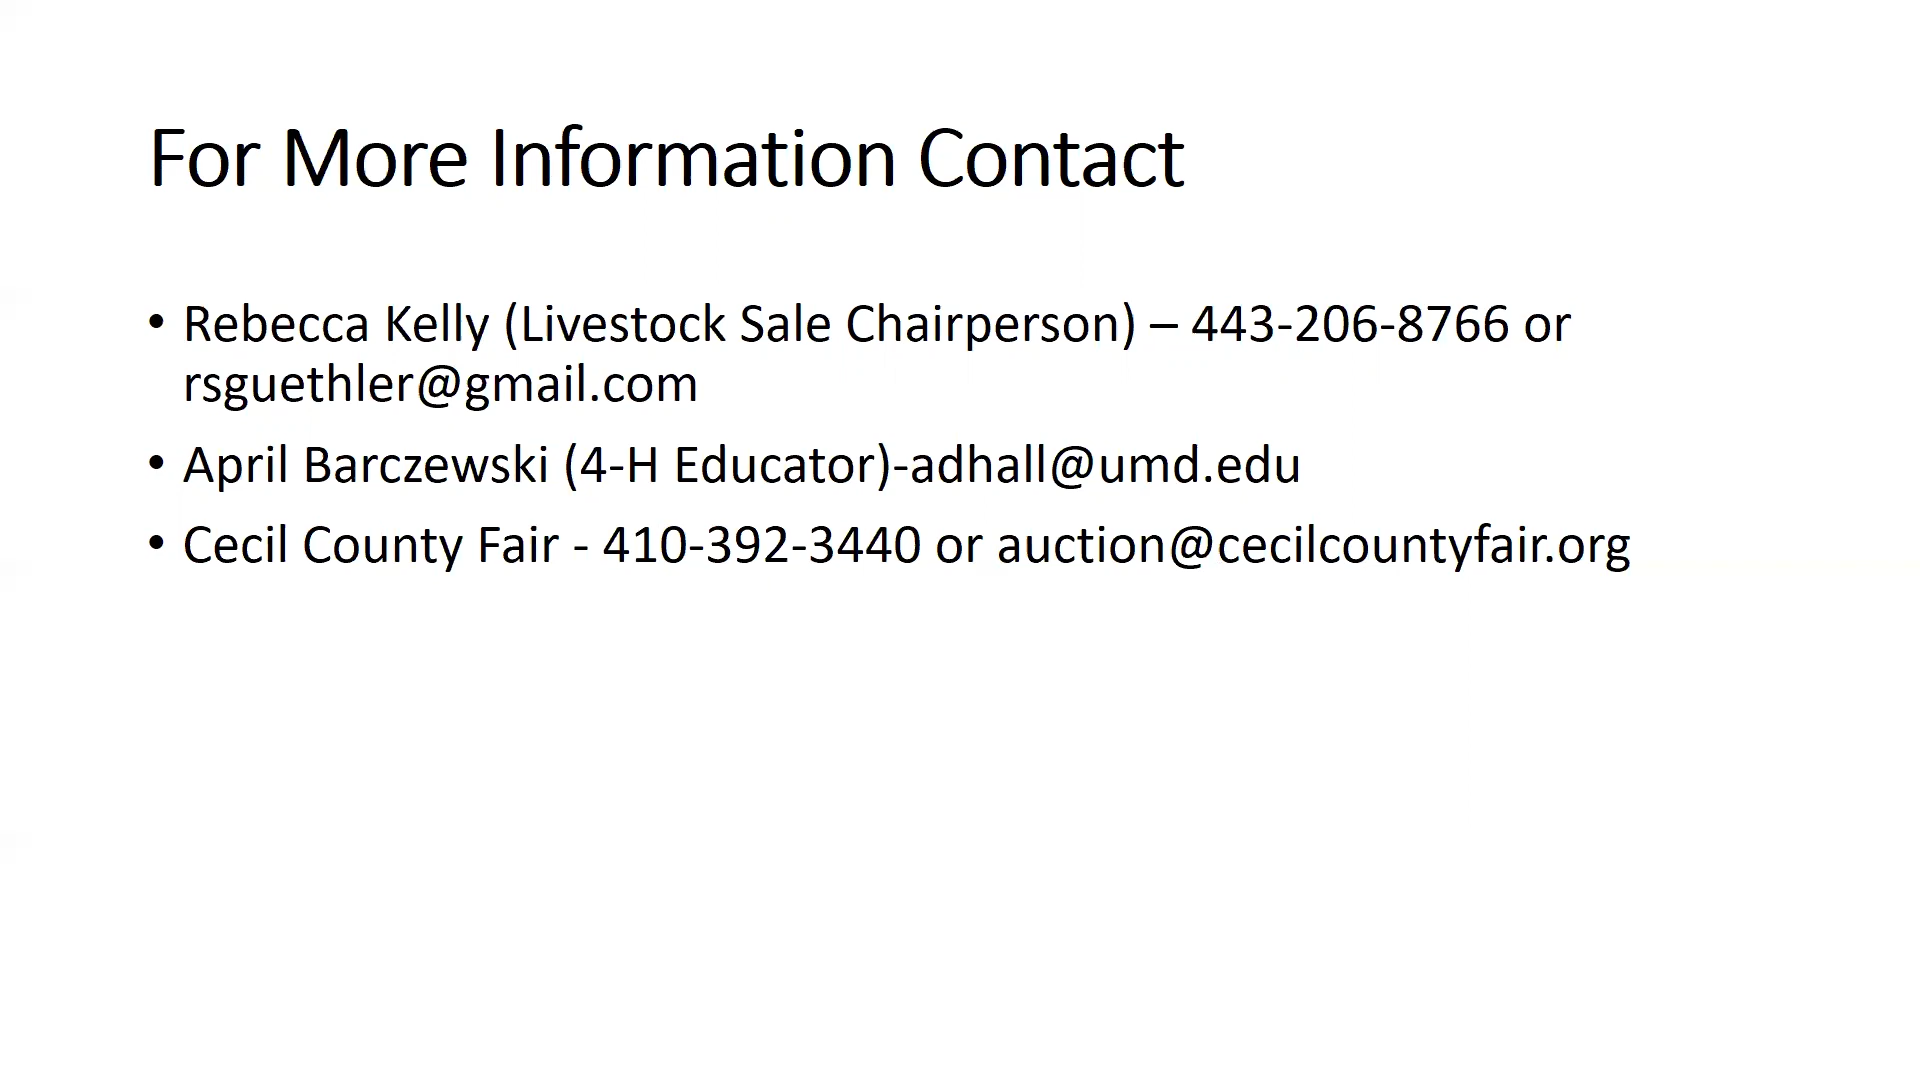 For More Information Contact
• Rebecca Kelly (Livestock Sale Chairperson) – 443-206-8766 or
rsguethler@gmail.com
• April Barczewski (4-H Educator)-adhall@umd.edu
• Cecil County Fair - 410-392-3440 or auction@cecilcountyfair.org